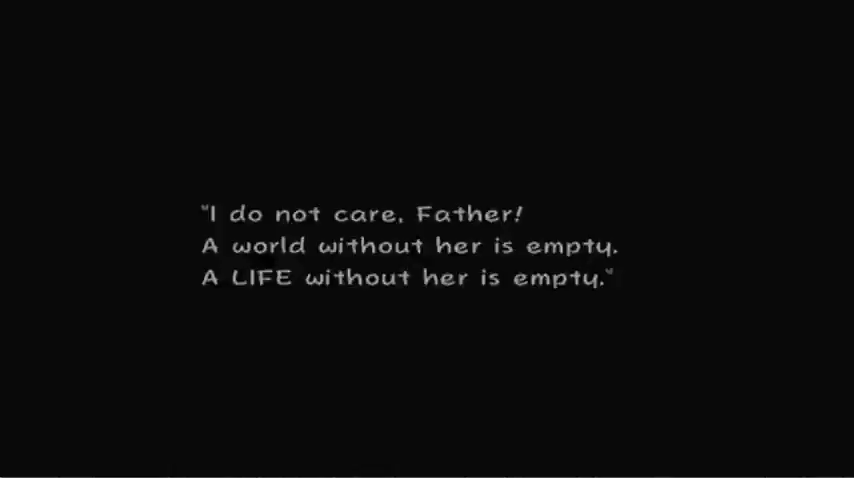 "I do not care, Father!
A world without her is empty.
A LIFE without her is empty."